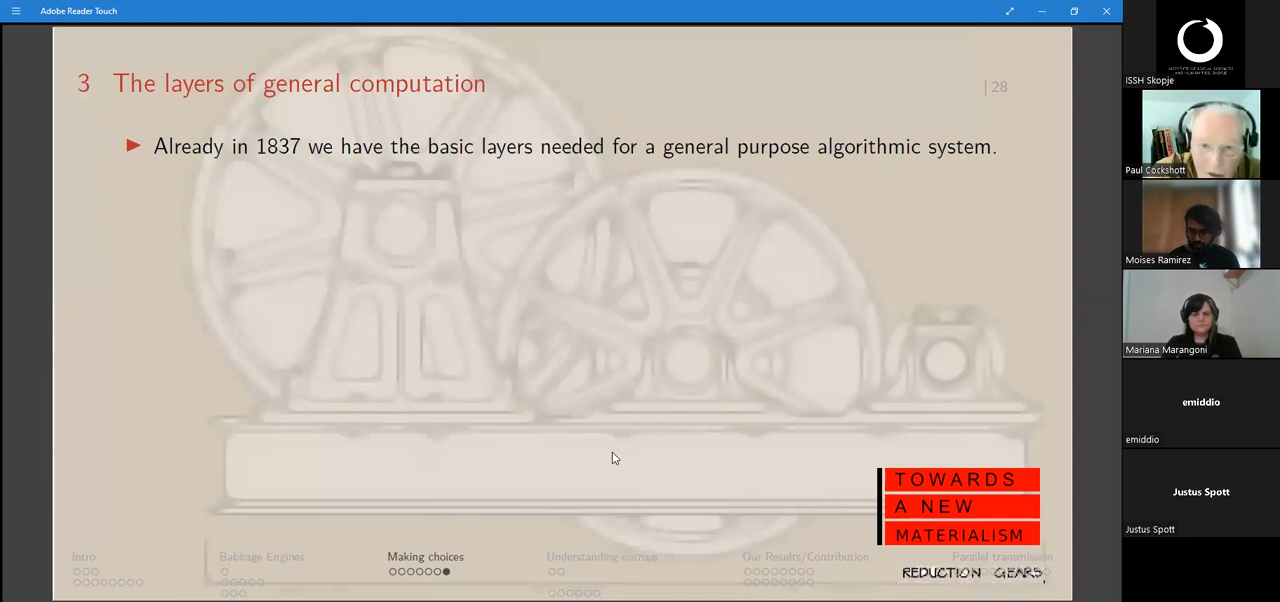 Adobe Reader Touch
3 The layers of general computation
| 28
Already in 1837 we have the basic layers needed for a general purpose algorithmic system.
TOWARDS
A NEW
MATERIALISM
Intro
Babbage Engines
Making choices
Understanding entropy
Our Results/Contribution
Parallel transmission
REDUCTION GEARS,
ISSH Skopje
Paul Cockshott
Moises Ramirez
Mariana Marangoni
emiddio
emiddio
Justus Spott
Justus Spott